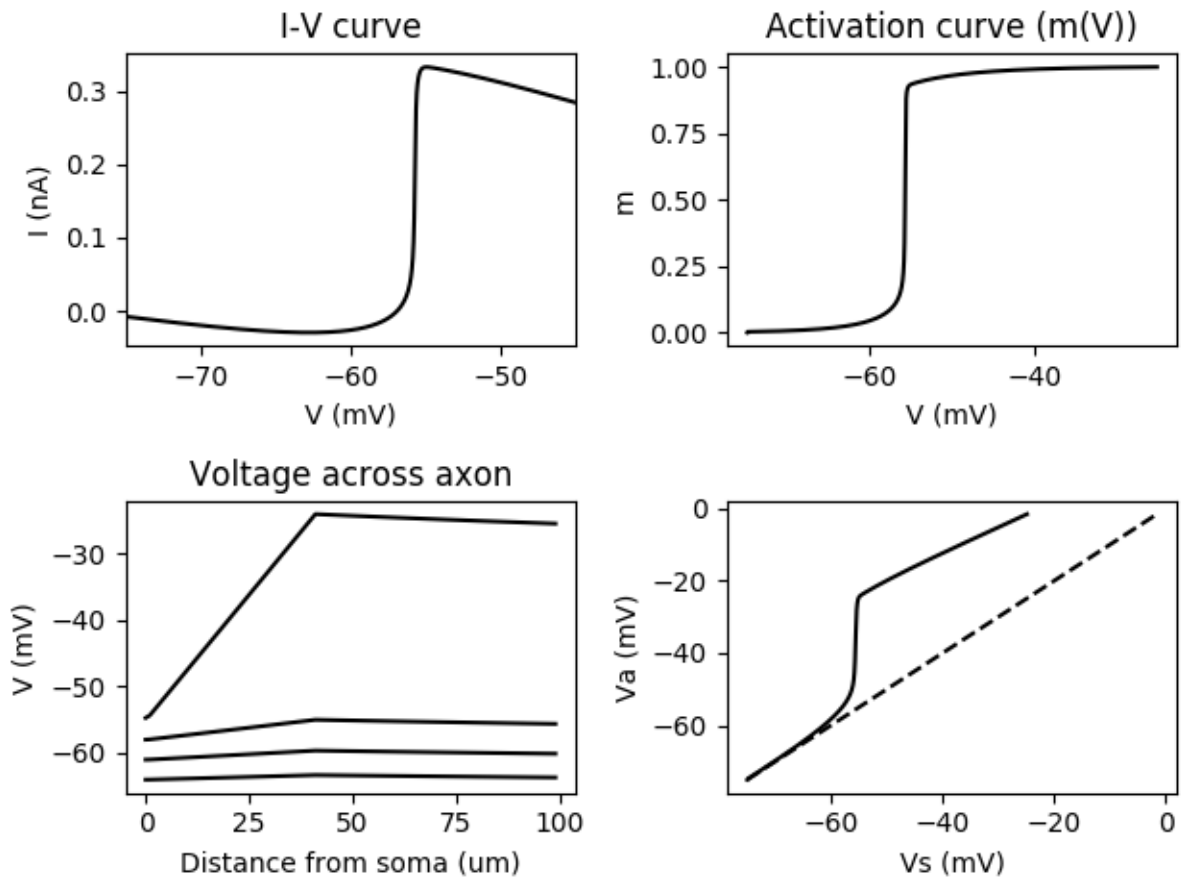 I-V curve
Activation curve (m(V))
I (nA)
0.3
0.2
0.1
0.0
−70
−60
−50
V (mV)
m
1.00
0.75
0.50
0.25
0.00
−60
−40
V (mV)
Voltage across axon
V (mV)
−30
−40
−50
−60
0
25
50
75
100
Distance from soma (um)
Va (mV)
0
−20
−40
−60
−60
−40
−20
0
Vs (mV)